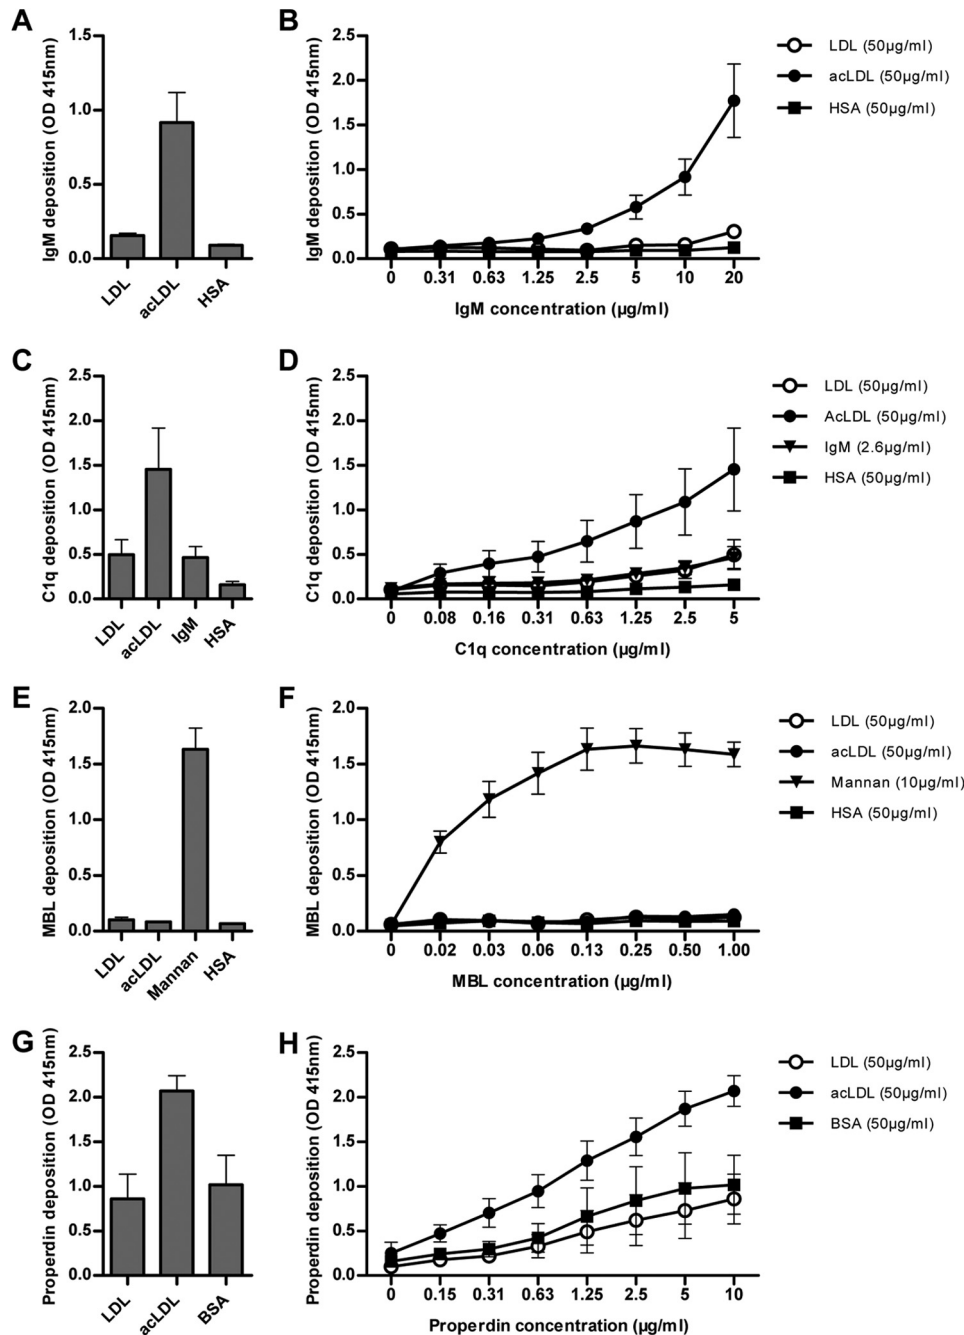 A
IgM deposition (OD 415nm)
1.5
1.0
0.5
0.0
LDL
acLDL
HSA
B
IgM deposition (OD 415nm)
2.5
2.0
1.5
1.0
0.5
0.0
0 0.31 0.63 1.25 2.5 5 10 20
IgM concentration (µg/ml)
LDL (50µg/ml)
acLDL (50µg/ml)
HSA (50µg/ml)
C
C1q deposition (OD 415nm)
2.5
2.0
1.5
1.0
0.5
0.0
LDL
acLDL
IgM
HSA
D
C1q deposition (OD 415nm)
2.5
2.0
1.5
1.0
0.5
0.0
0 0.08 0.16 0.31 0.63 1.25 2.5 5
C1q concentration (µg/ml)
LDL (50µg/ml)
AcLDL (50µg/ml)
IgM (2.6µg/ml)
HSA (50µg/ml)
E
MBL deposition (OD 415nm)
2.0
1.5
1.0
0.5
0.0
LDL
acLDL
Mannan
HSA
F
MBL deposition (OD 415nm)
2.0
1.5
1.0
0.5
0.0
0 0.02 0.03 0.06 0.13 0.25 0.50 1.00
MBL concentration (µg/ml)
LDL (50µg/ml)
acLDL (50µg/ml)
Mannan (10µg/ml)
HSA (50µg/ml)
G
Properdin deposition (OD 415nm)
2.5
2.0
1.5
1.0
0.5
0.0
LDL
acLDL
BSA
H
Properdin deposition (OD 415nm)
2.5
2.0
1.5
1.0
0.5
0.0
0 0.15 0.31 0.63 1.25 2.5 5 10
Properdin concentration (µg/ml)
LDL (50µg/ml)
acLDL (50µg/ml)
BSA (50µg/ml)